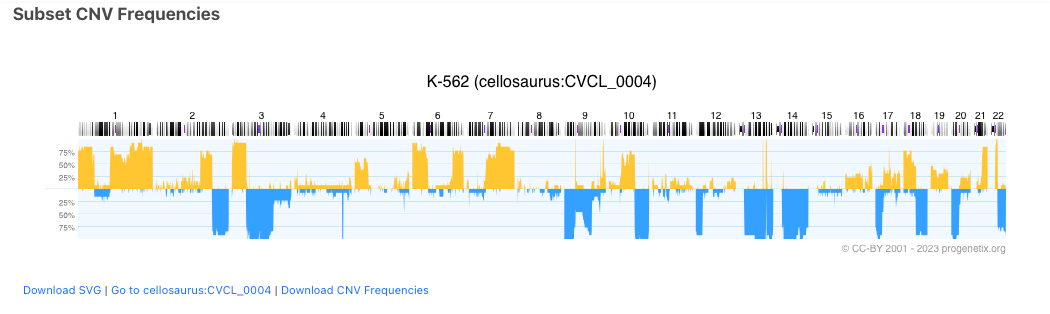 Subset CNV Frequencies
K-562 (cellosaurus:CVCL_0004)
1 2 3 4 5 6 7 8 9 10 11 12 13 14 15 16 17 18 19 20 21 22
75%
50%
25%
25%
50%
75%
© CC-BY 2001 - 2023 progenetix.org
Download SVG | Go to cellosaurus:CVCL_0004 | Download CNV Frequencies